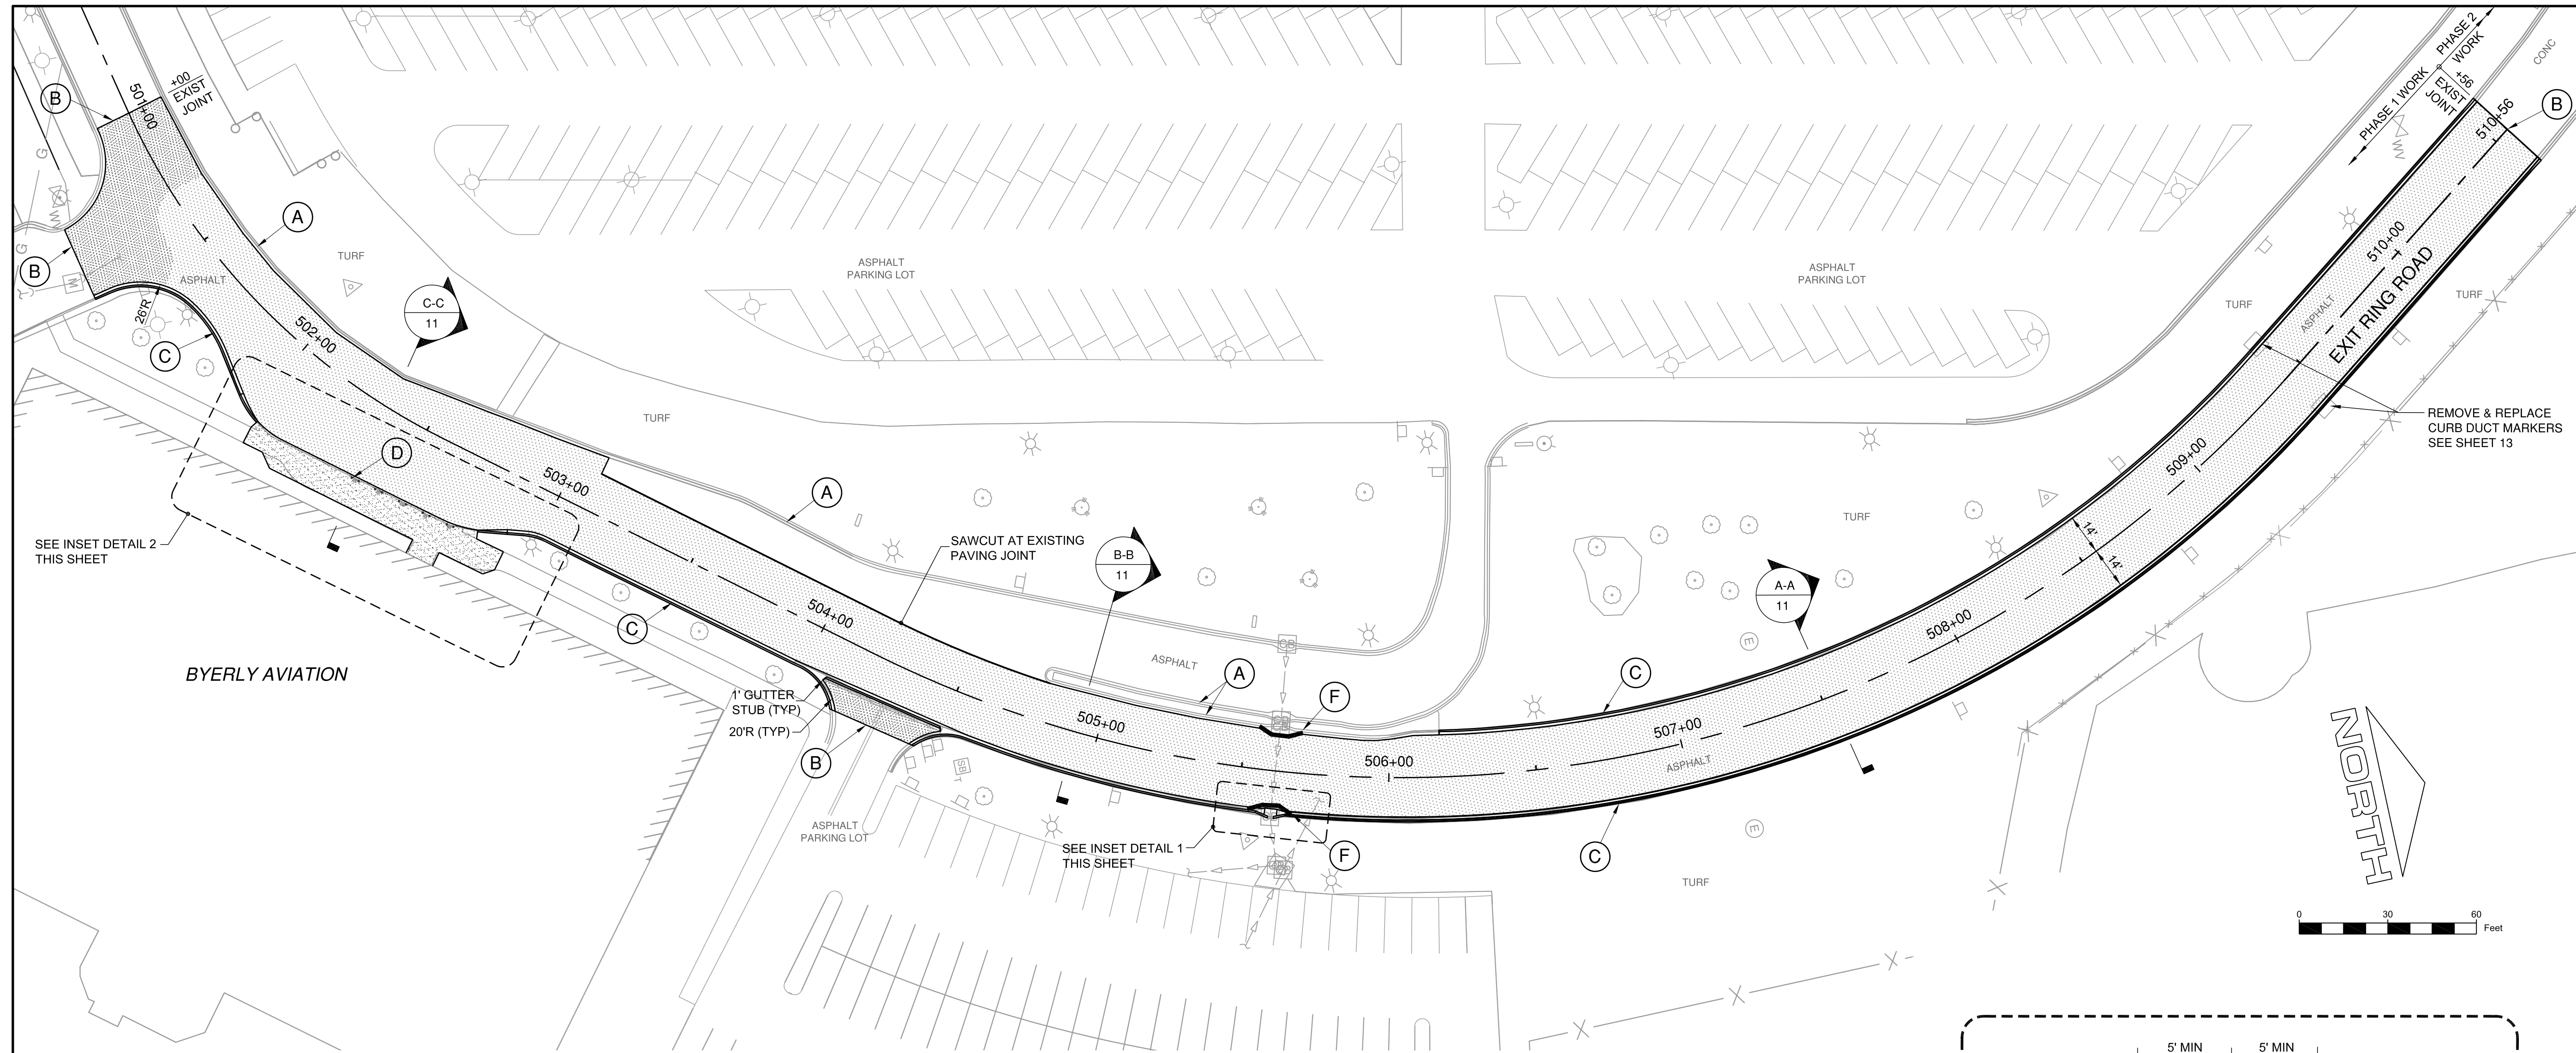 PHASE 2
WORK
PHASE 1 WORK
+56
EXIST
JOINT
CONC
B
510+56
+00
EXIST
JOINT
501+00
B
G
W
A
TURF
G
B
M
ASPHALT
26'R
C
502+00
C-C
11
ASPHALT
PARKING LOT
ASPHALT
PARKING LOT
W
510+00
EXIT RING ROAD
ASPHALT
TURF
TURF
REMOVE & REPLACE
CURB DUCT MARKERS
SEE SHEET 13
TURF
D
503+00
A
509+00
TURF
14'
14'
SEE INSET DETAIL 2
THIS SHEET
SAWCUT AT EXISTING
PAVING JOINT
B-B
11
A-A
11
504+00
C
508+00
E
CB
ASPHALT
A
F
C
BYERLY AVIATION
1' GUTTER
STUB (TYP)
20'R (TYP)
B
505+00
506+00
507+00
ASPHALT
SBT
ASPHALT
PARKING LOT
SEE INSET DETAIL 1
THIS SHEET
F
C
E
TURF
NORTH
0 30 60
Feet
5' MIN 5' MIN